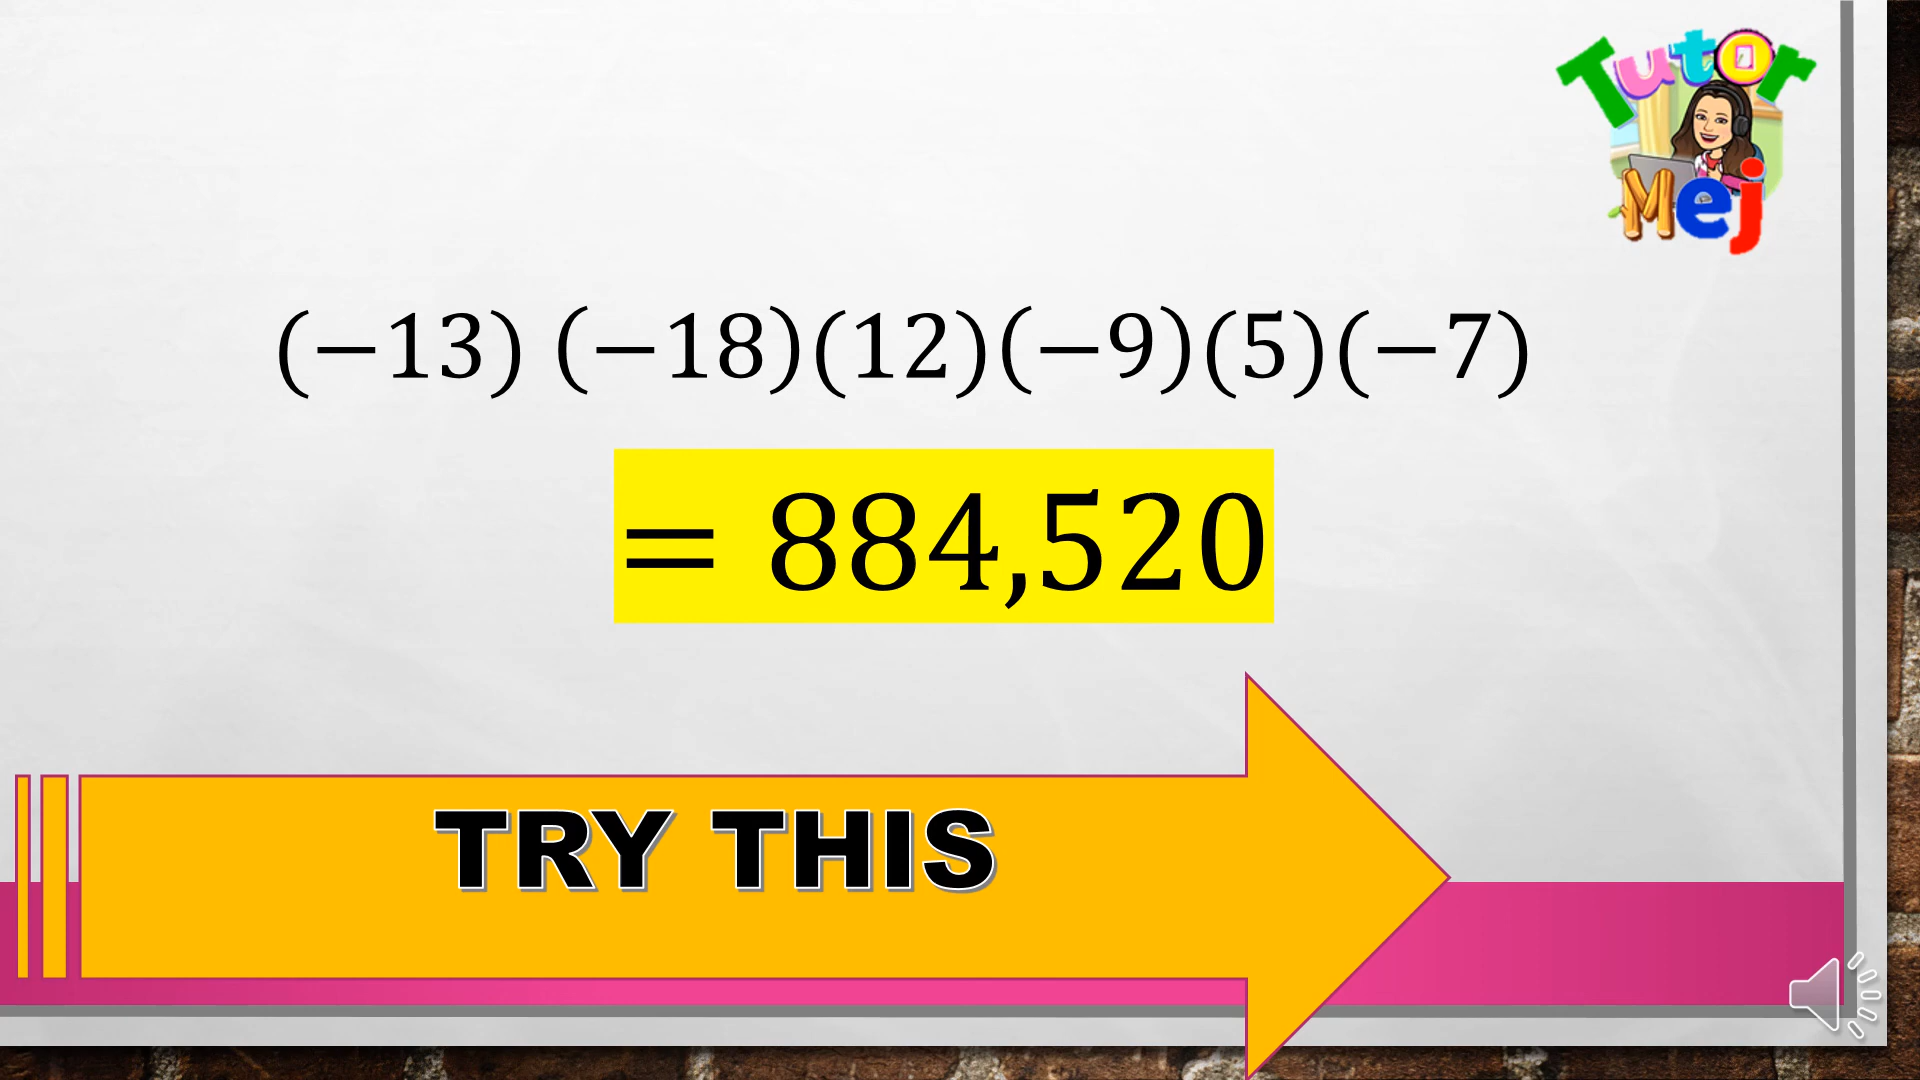 Tutor
Mej
(−13) (−18)(12)(−9)(5)(−7)
= 884,520
TRY THIS